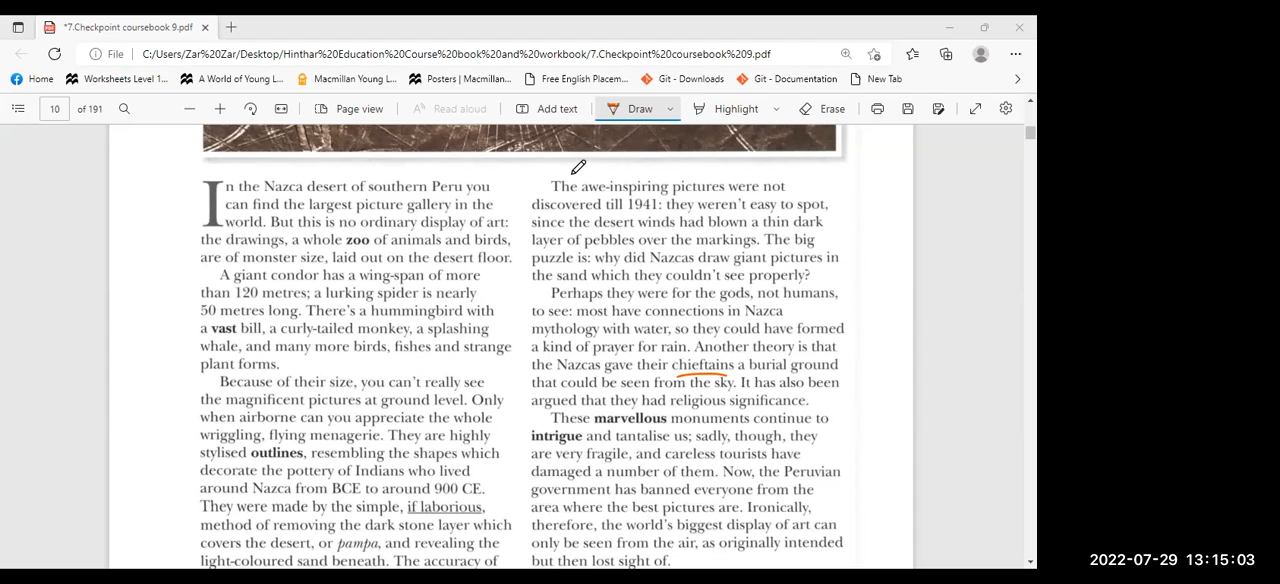 *7.Checkpoint coursebook 9.pdf
File
C:/Users/Zar%20Zar/Desktop/Hinthar%20Education%20Course%20book%20and%20workbook/7.Checkpoint%20coursebook%209.pdf
Home
Worksheets Level 1...
A World of Young L...
Macmillan Young L...
Posters | Macmillan...
Free English Placem...
Git - Downloads
Git - Documentation
New Tab
10 of 191
Page view
Read aloud
Add text
Draw
Highlight
Erase
In the Nazca desert of southern Peru you
can find the largest picture gallery in the
world. But this is no ordinary display of art:
the drawings, a whole zoo of animals and birds,
are of monster size, laid out on the desert floor.
A giant condor has a wing-span of more
than 120 metres; a lurking spider is nearly
50 metres long. There's a hummingbird with
a vast bill, a curly-tailed monkey, a splashing
whale, and many more birds, fishes and strange
plant forms.
Because of their size, you can't really see
the magnificent pictures at ground level. Only
when airborne can you appreciate the whole
wriggling, flying menagerie. They are highly
stylised outlines, resembling the shapes which
decorate the pottery of Indians who lived
around Nazca from BCE to around 900 CE.
They were made by the simple, if laborious,
method of removing the dark stone layer which
covers the desert, or pampa, and revealing the
light-coloured sand beneath. The accuracy of
The awe-inspiring pictures were not
discovered till 1941: they weren't easy to spot,
since the desert winds had blown a thin dark
layer of pebbles over the markings. The big
puzzle is: why did Nazcas draw giant pictures in
the sand which they couldn't see properly?
Perhaps they were for the gods, not humans,
to see: most have connections in Nazca
mythology with water, so they could have formed
a kind of prayer for rain. Another theory is that
the Nazcas gave their chieftains a burial ground
that could be seen from the sky. It has also been
argued that they had religious significance.
These marvellous monuments continue to
intrigue and tantalise us; sadly, though, they
are very fragile, and careless tourists have
damaged a number of them. Now, the Peruvian
government has banned everyone from the
area where the best pictures are. Ironically,
therefore, the world's biggest display of art can
only be seen from the air, as originally intended
but then lost sight of.
2022-07-29 13:15:03